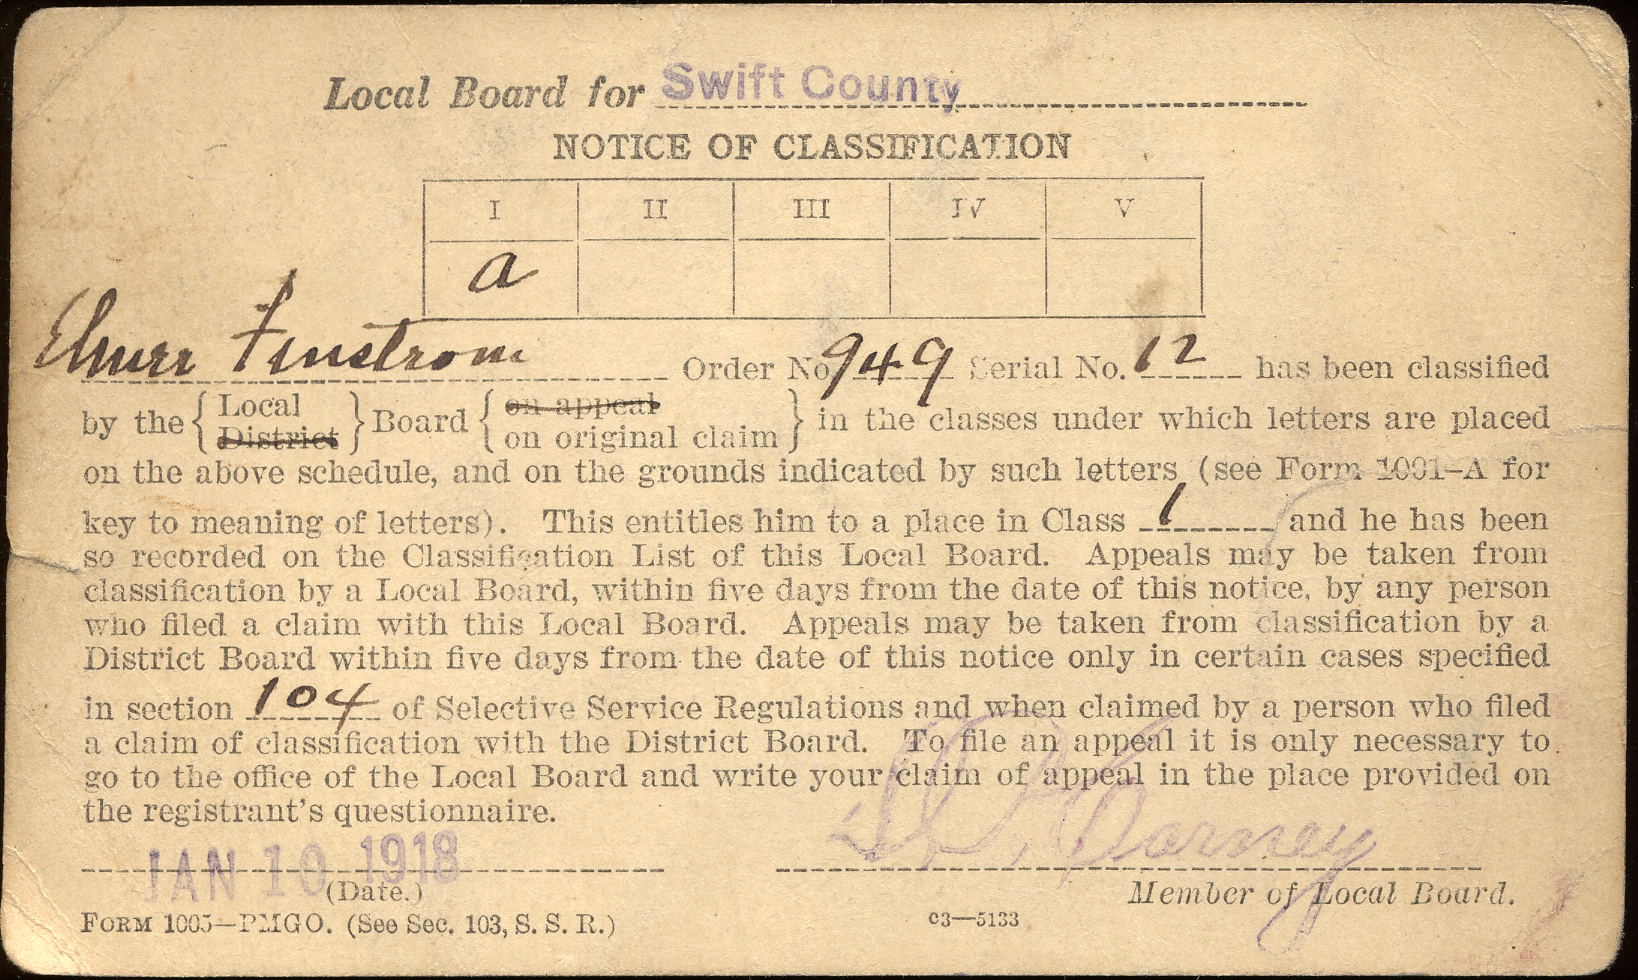 Local Board for Swift County
NOTICE OF CLASSIFICATION
I II III IV V
a
Elmer Finstrom Order No. 949 Serial No. 12 has been classified
by the { Local District } Board { on appeal on original claim } in the classes under which letters are placed
on the above schedule, and on the grounds indicated by such letters (see Form 1001–A for
key to meaning of letters). This entitles him to a place in Class 1 and he has been
so recorded on the Classification List of this Local Board. Appeals may be taken from
classification by a Local Board, within five days from the date of this notice, by any person
who filed a claim with this Local Board. Appeals may be taken from classification by a
District Board within five days from the date of this notice only in certain cases specified
in section 104 of Selective Service Regulations and when claimed by a person who filed
a claim of classification with the District Board. To file an appeal it is only necessary to
go to the office of the Local Board and write your claim of appeal in the place provided on
the registrant's questionnaire.
JAN 10 1918 Barney
(Date.) Member of Local Board.
FORM 1005—PMGO. (See Sec. 103, S. S. R.) c3—5133